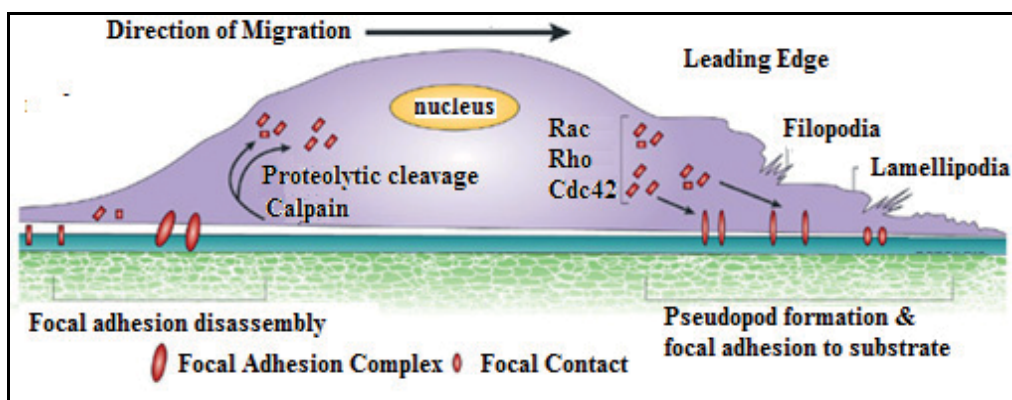 Direction of Migration
Leading Edge
nucleus
Rac
Rho
Cdc42
Filopodia
Lamellipodia
Proteolytic cleavage
Calpain
Focal adhesion disassembly
Pseudopod formation &
focal adhesion to substrate
Focal Adhesion Complex
Focal Contact